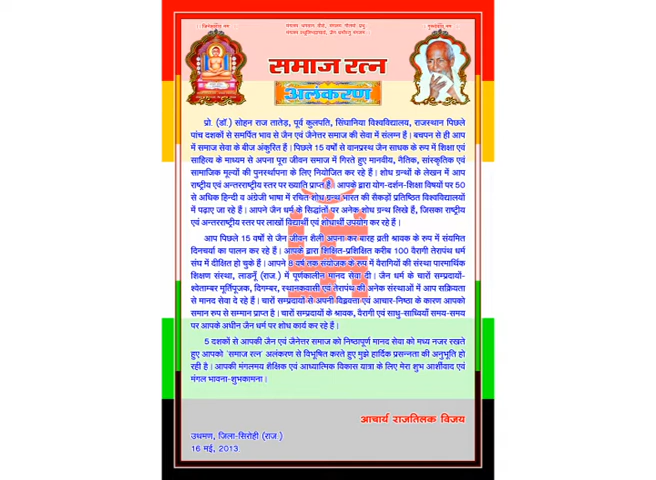 समाज रत्न
अलंकरण
प्रो. (डॉ.) सोहन राज तातेड़, पूर्व कुलपति, सिंघानिया विश्वविद्यालय, राजस्थान पिछले
पांच दशकों से समर्पित भाव से जैन एवं जैनेत्तर समाज की सेवा में संलग्न हैं। बचपन से ही आप
में समाज सेवा के बीज अंकुरित हैं। पिछले 15 वर्षों से वानप्रस्थ जैन साधक के रूप में शिक्षा एवं
साहित्य के माध्यम से अपना पूरा जीवन समाज में गिरते हुए मानवीय, नैतिक, सांस्कृतिक एवं
सामाजिक मूल्यों की पुनर्स्थापना के लिए नियोजित कर रहे हैं। शोध ग्रन्थों के लेखन में आप
राष्ट्रीय एवं अन्तरराष्ट्रीय स्तर पर ख्याति प्राप्त हैं। आपके द्वारा योग-दर्शन-शिक्षा विषयों पर 50
से अधिक हिन्दी व अंग्रेजी भाषा में रचित शोध ग्रन्थ भारत की सैकड़ों प्रतिष्ठित विश्वविद्यालयों
में पढ़ाए जा रहे हैं। आपने जैन धर्म के सिद्धांतों पर अनेक शोध ग्रन्थ लिखे हैं, जिसका राष्ट्रीय
एवं अन्तरराष्ट्रीय स्तर पर लाखों विद्यार्थी एवं शोधार्थी उपयोग कर रहे हैं।
आप पिछले 15 वर्षों से जैन जीवन शैली अपना कर बारह व्रती श्रावक के रूप में संयमित
दिनचर्या का पालन कर रहे हैं। आपके द्वारा शिक्षित-प्रशिक्षित करीब 100 वैरागी तेरापंथ धर्म
संघ में दीक्षित हो चुके हैं। आपने 8 वर्ष तक संयोजक के रूप में वैरागियों की संस्था पारमार्थिक
शिक्षण संस्था, लाडनूँ (राज.) में पूर्णकालीन मानद सेवा दी। जैन धर्म के चारों सम्प्रदायों-
श्वेताम्बर मूर्तिपूजक, दिगम्बर, स्थानकवासी एवं तेरापंथ की अनेक संस्थाओं में आप सक्रियता
से मानद सेवा दे रहे हैं। चारों सम्प्रदायों से अपनी विद्वत्ता एवं आचार-निष्ठा के कारण आपको
समान रुप से सम्मान प्राप्त है। चारों सम्प्रदायों के श्रावक, वैरागी एवं साधु-साध्वियाँ समय-समय
पर आपके अधीन जैन धर्म पर शोध कार्य कर रहे हैं।
5 दशकों से आपकी जैन एवं जैनेत्तर समाज को निष्ठापूर्ण मानद सेवा को मध्य नजर रखते
हुए आपको 'समाज रत्न' अलंकरण से विभूषित करते हुए मुझे हार्दिक प्रसन्नता की अनुभूति हो
रही है। आपकी मंगलमय शैक्षिक एवं आध्यात्मिक विकास यात्रा के लिए मेरा शुभ आर्शीवाद एवं
मंगल भावना-शुभकामना।
आचार्य राजतिलक विजय
उथमण, जिला-सिरोही (राज.)
16 मई, 2013.